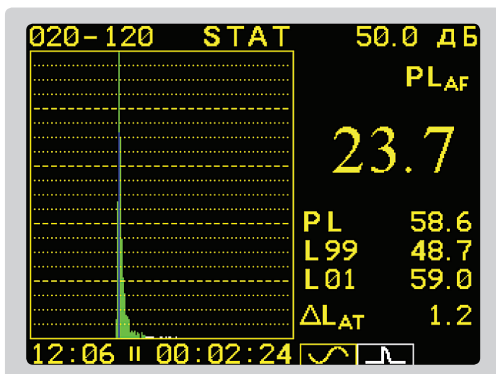 020-120 STAT 50.0 дБ
PLAF
23.7
PL 58.6
L99 48.7
L01 59.0
ΔLAT 1.2
12:06 II 00:02:24